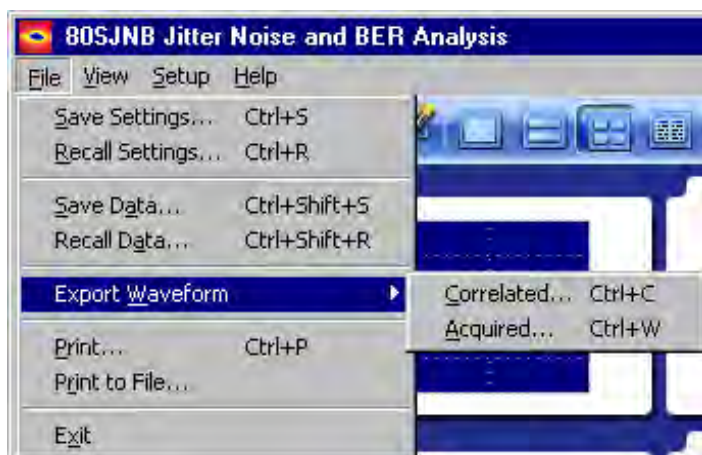 80SJNB Jitter Noise and BER Analysis
File View Setup Help
Save Settings... Ctrl+S
Recall Settings... Ctrl+R
Save Data... Ctrl+Shift+S
Recall Data... Ctrl+Shift+R
Export Waveform
Correlated... Ctrl+C
Acquired... Ctrl+W
Print... Ctrl+P
Print to File...
Exit